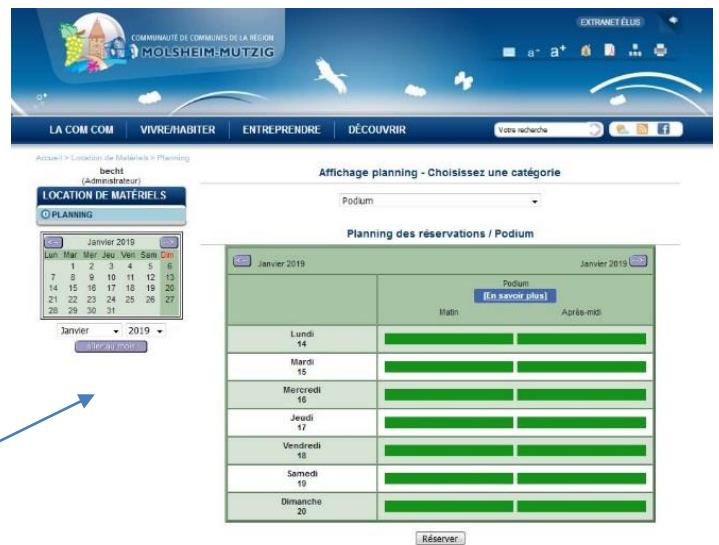 EXTRANET ÉLUS
COMMUNAUTÉ DE COMMUNES DE LA RÉGION
MOLSHEIM-MUTZIG
a- a+
LA COM COM VIVRE/HABITER ENTREPRENDRE DÉCOUVRIR Votre recherche
Accueil > Location de Matériels > Planning
becht
(Administrateur)
LOCATION DE MATÉRIELS
PLANNING
Janvier 2019
Lun Mar Mer Jeu Ven Sam Dim
1 2 3 4 5 6
7 8 9 10 11 12 13
14 15 16 17 18 19 20
21 22 23 24 25 26 27
28 29 30 31
Janvier 2019
aller au mois
Affichage planning - Choisissez une catégorie
Podium
Planning des réservations / Podium
Janvier 2019 Janvier 2019
Podium
[En savoir plus]
Matin Après-midi
Lundi
14
Mardi
15
Mercredi
16
Jeudi
17
Vendredi
18
Samedi
19
Dimanche
20
Réserver